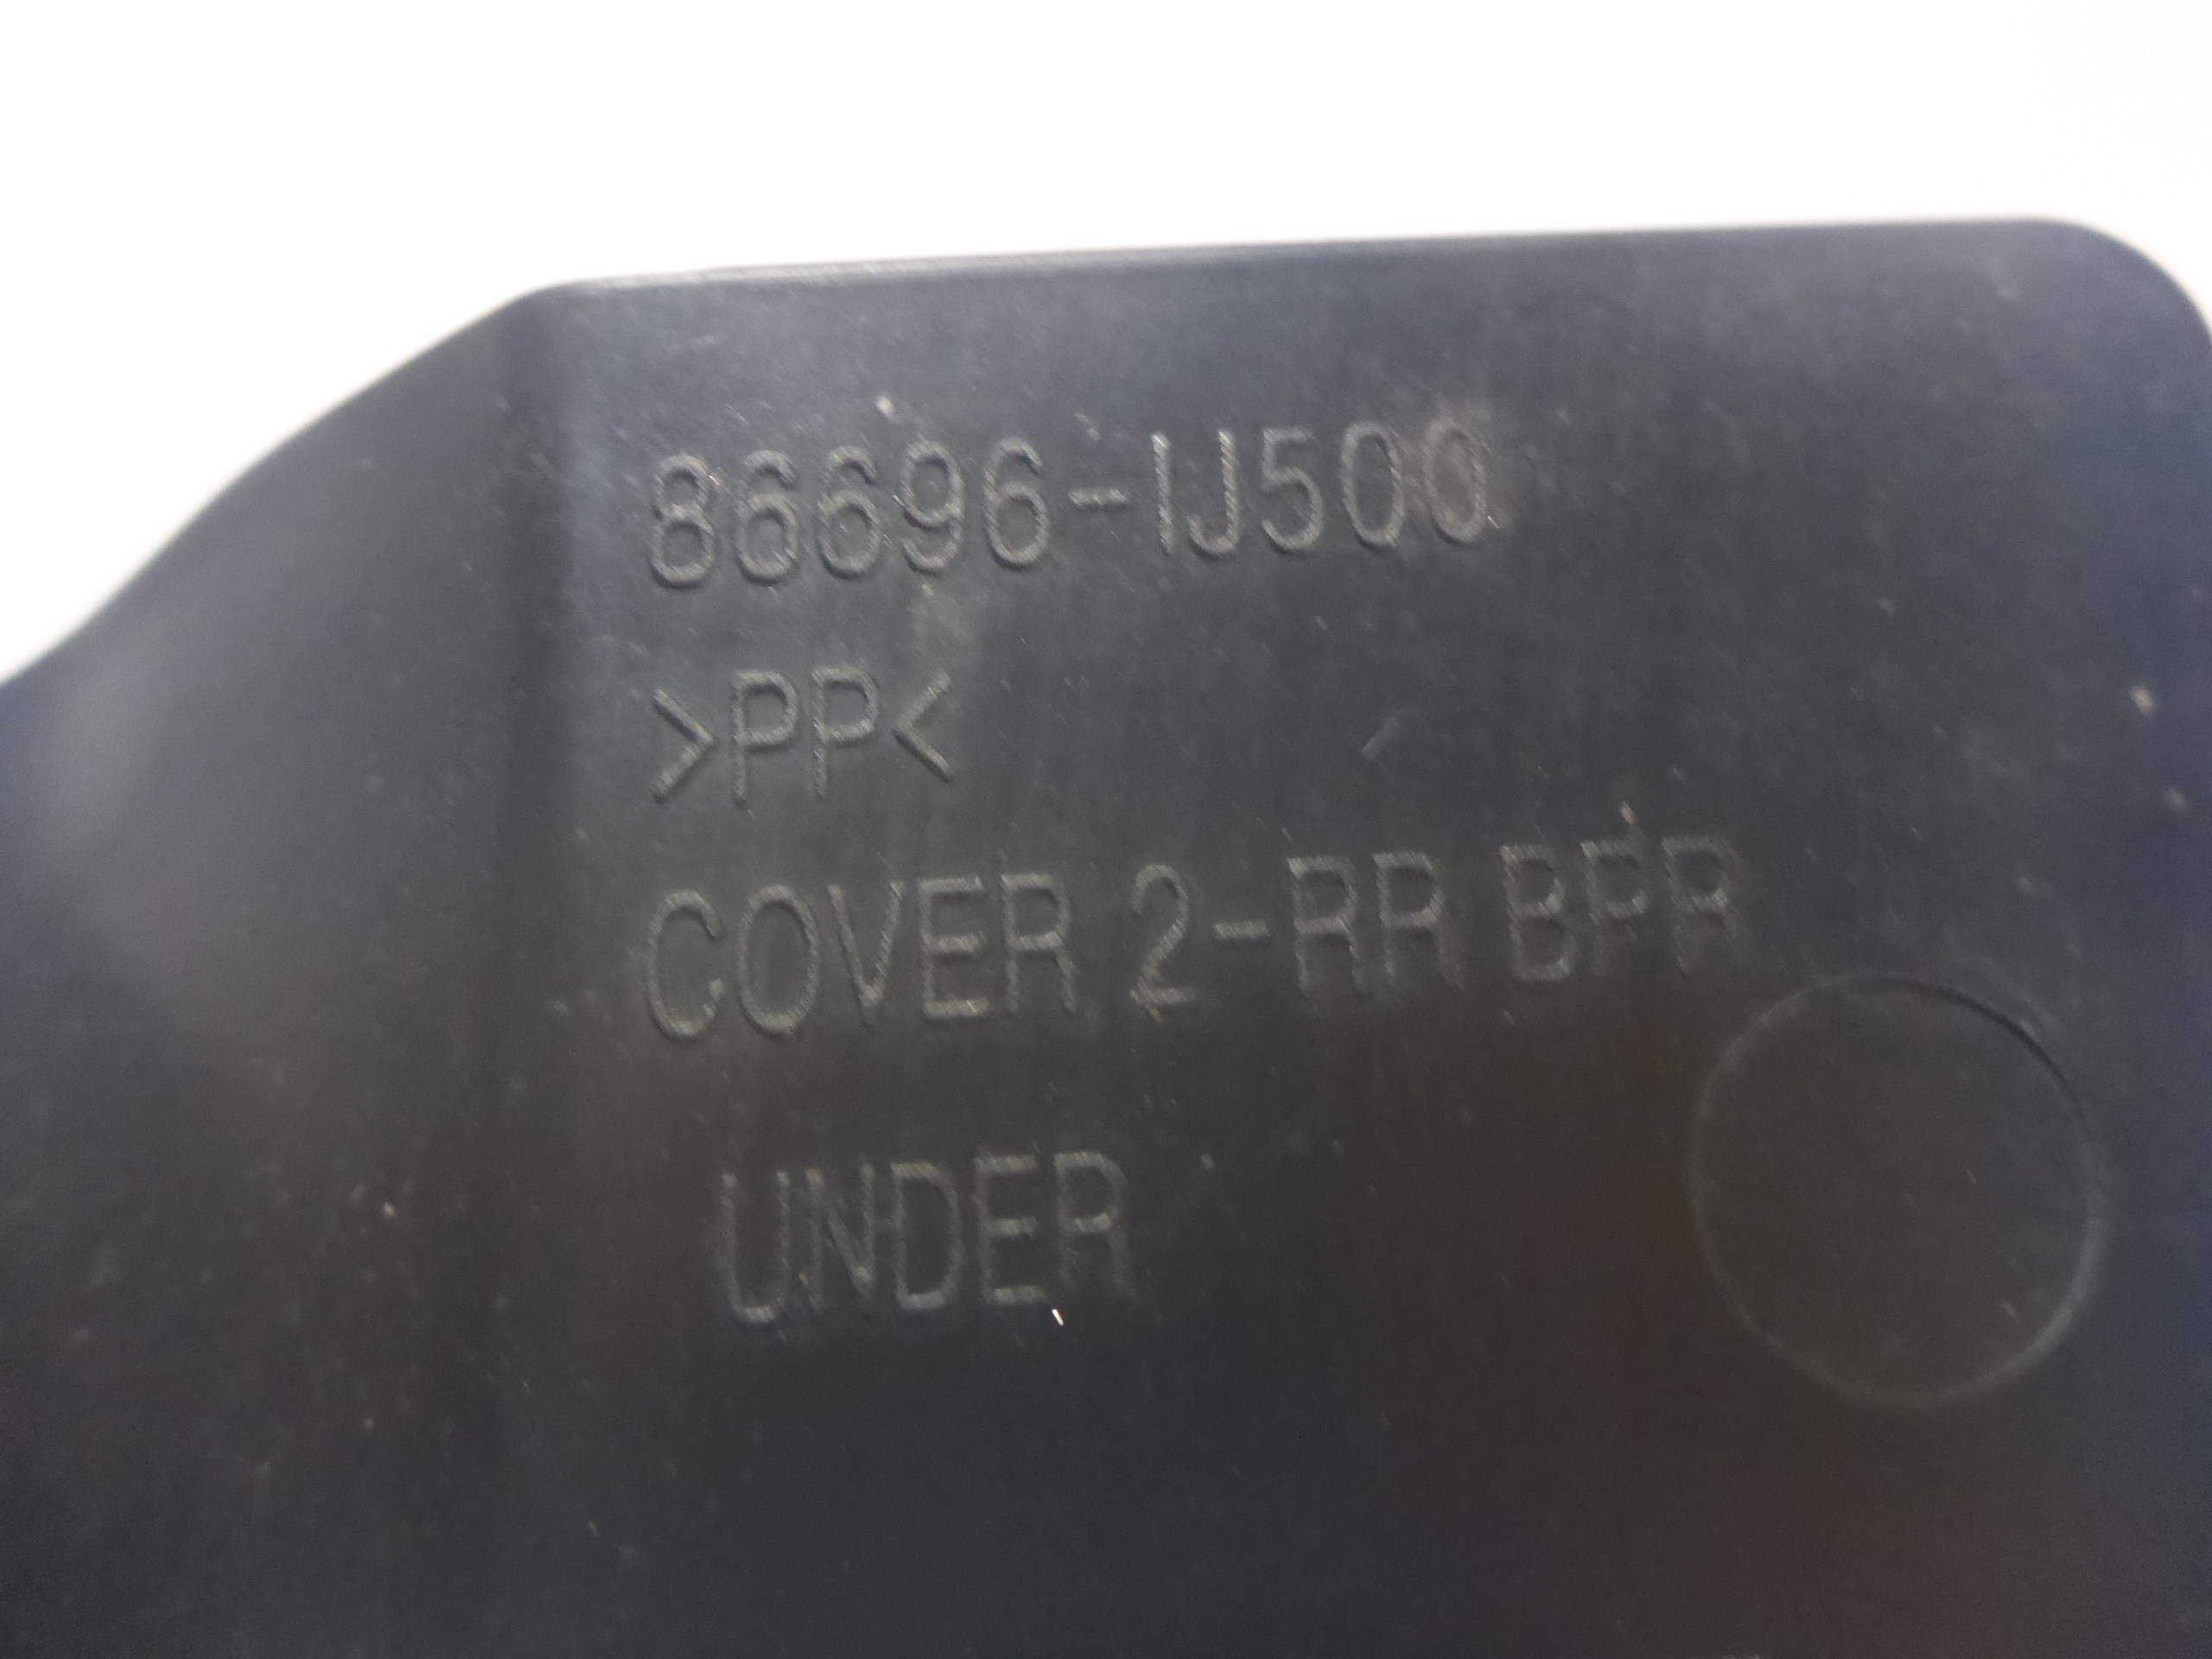 86696-1J500
>PP<
COVER 2-RR BPR
UNDER